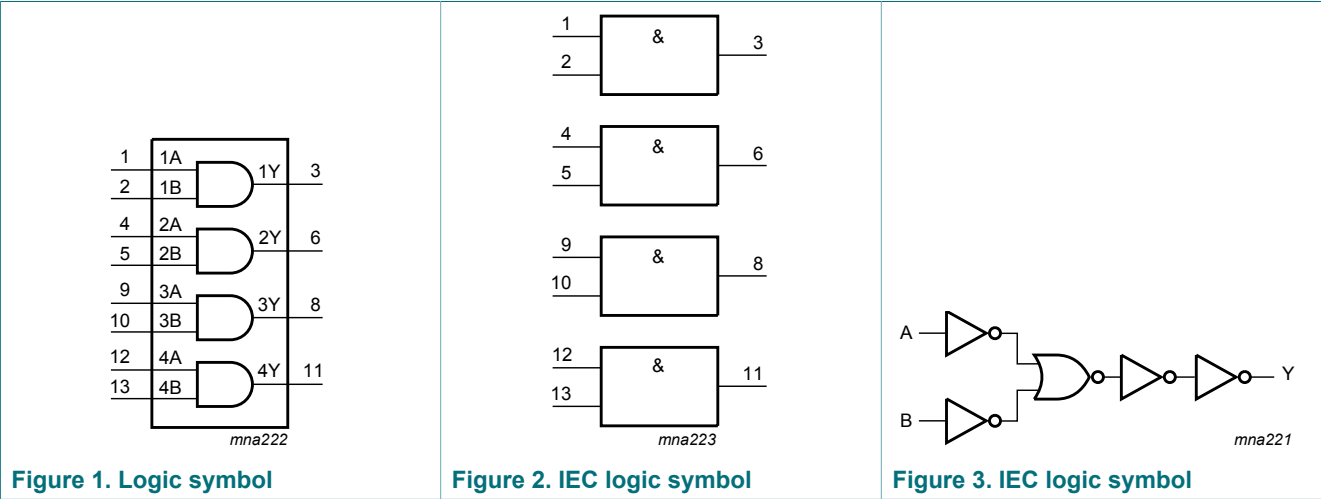 1 1A 1Y 3
2 1B
4 2A 2Y 6
5 2B
9 3A 3Y 8
10 3B
12 4A 4Y 11
13 4B
mna222
Figure 1. Logic symbol
1 & 3
2
4 & 6
5
9 & 8
10
12 & 11
13
mna223
Figure 2. IEC logic symbol
A
Y
B
mna221
Figure 3. IEC logic symbol